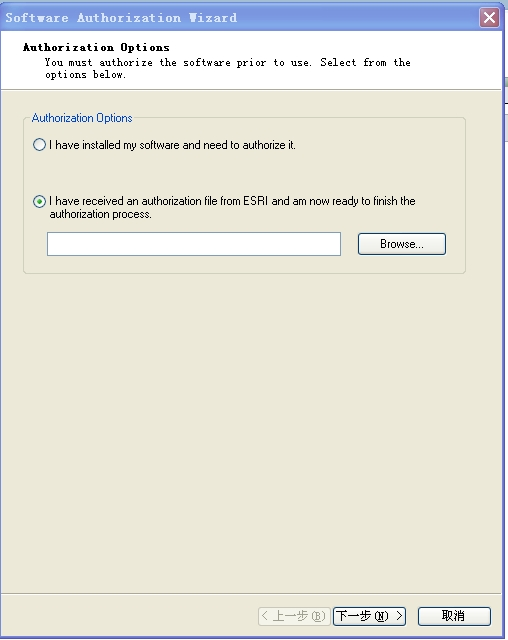 Software Authorization Wizard
Authorization Options
You must authorize the software prior to use. Select from the
options below.
Authorization Options
I have installed my software and need to authorize it.
I have received an authorization file from ESRI and am now ready to finish the
authorization process.
Browse...
< 上一步(B) 下一步(N) > 取消